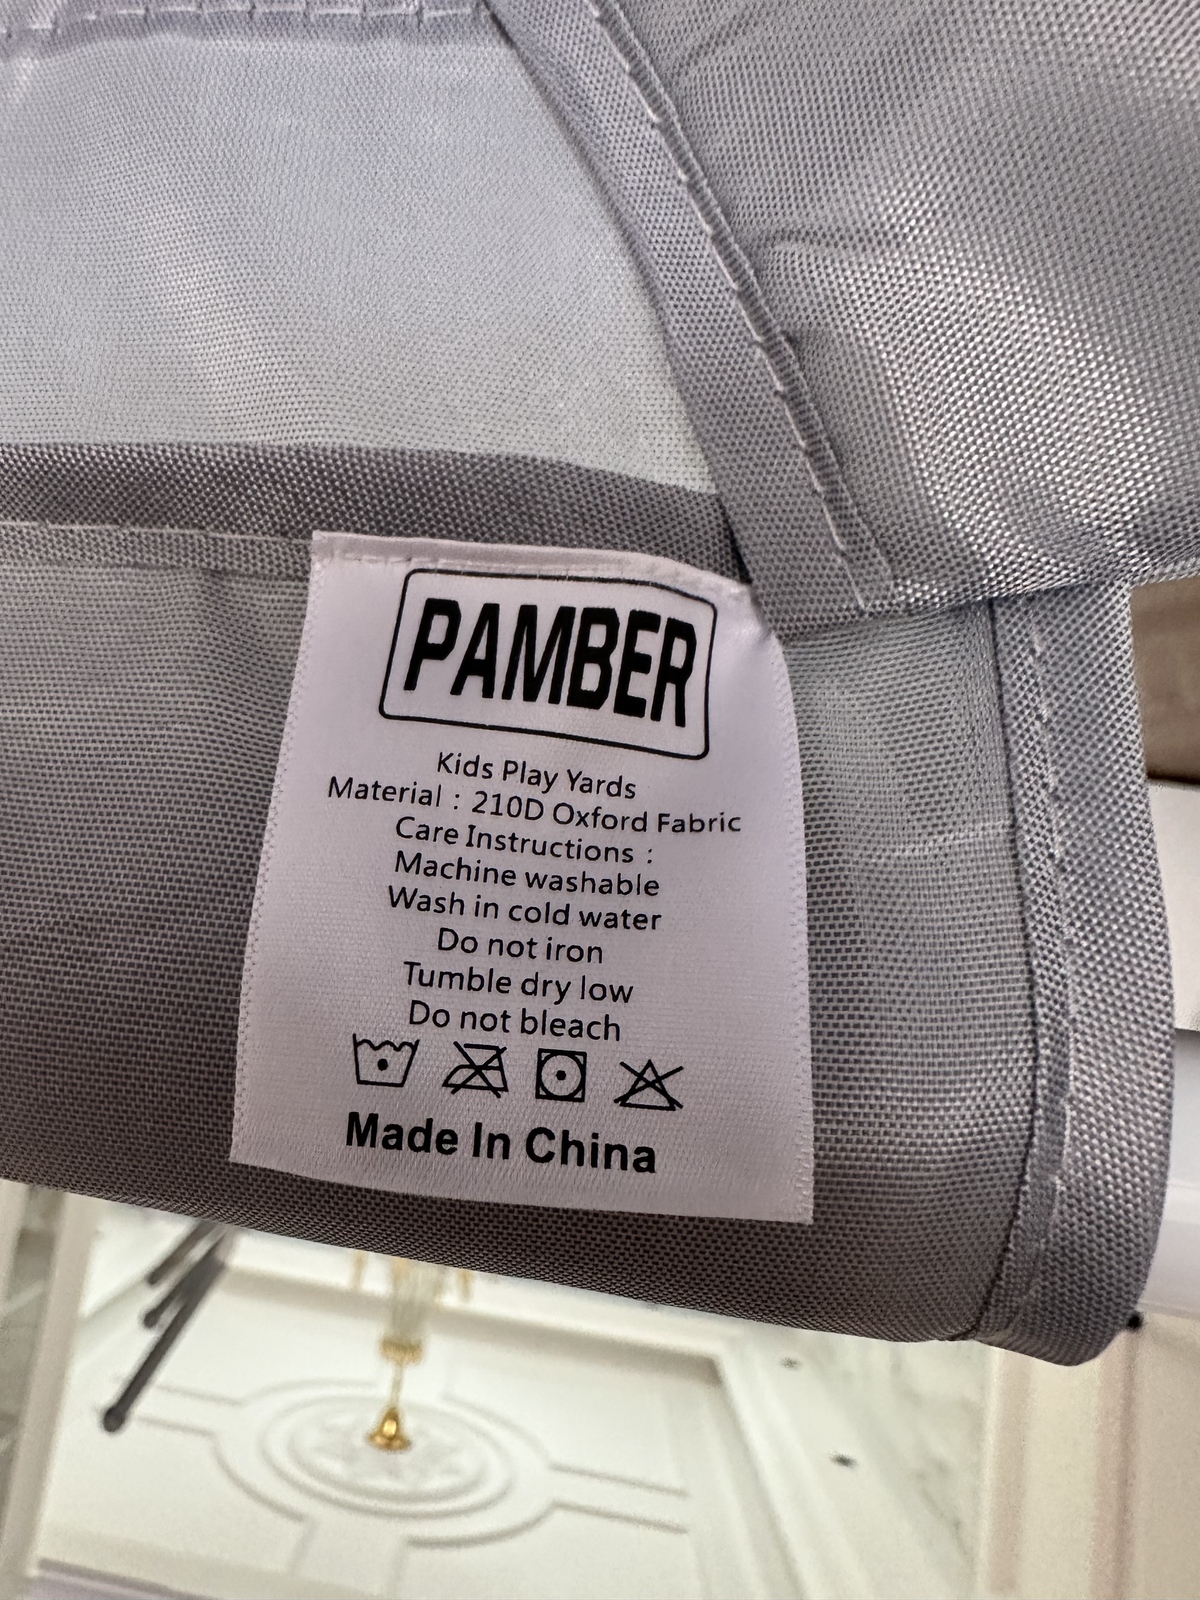 PAMBER
Kids Play Yards
Material : 210D Oxford Fabric
Care Instructions :
Machine washable
Wash in cold water
Do not iron
Tumble dry low
Do not bleach
Made In China